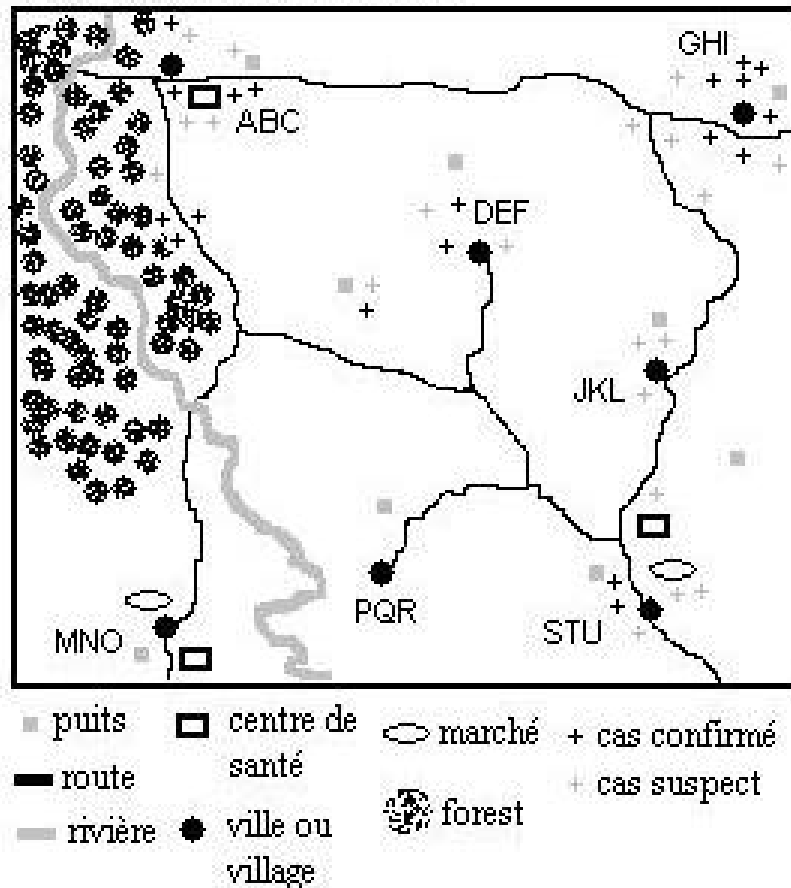 GHI
ABC
DEF
JKL
PQR
MNO
STU
puits
centre de
santé
marché
cas confirmé
route
cas suspect
rivière
ville ou
village
forest